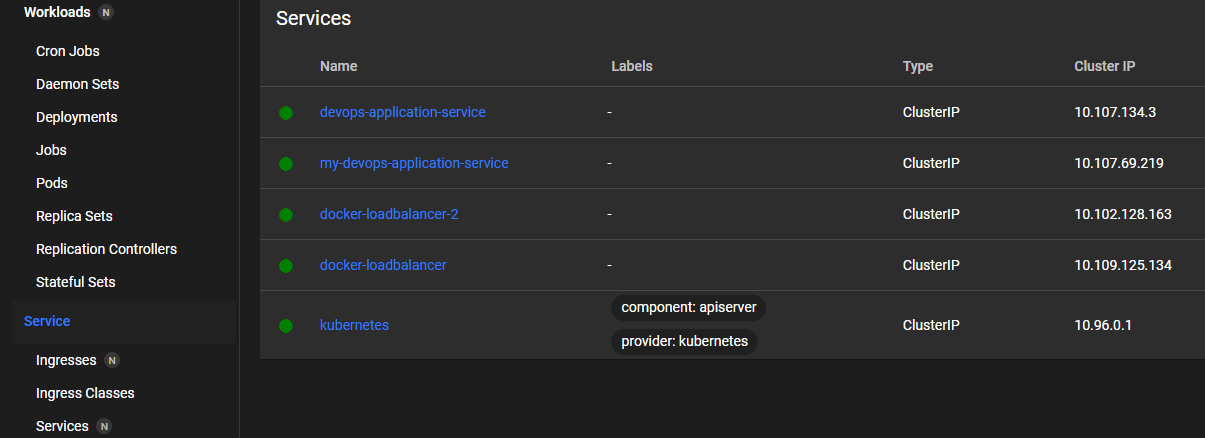 Workloads N
Cron Jobs
Daemon Sets
Deployments
Jobs
Pods
Replica Sets
Replication Controllers
Stateful Sets
Service
Ingresses N
Ingress Classes
Services N
Services
Name Labels Type Cluster IP
devops-application-service - ClusterIP 10.107.134.3
my-devops-application-service - ClusterIP 10.107.69.219
docker-loadbalancer-2 - ClusterIP 10.102.128.163
docker-loadbalancer - ClusterIP 10.109.125.134
component: apiserver
kubernetes ClusterIP 10.96.0.1
provider: kubernetes